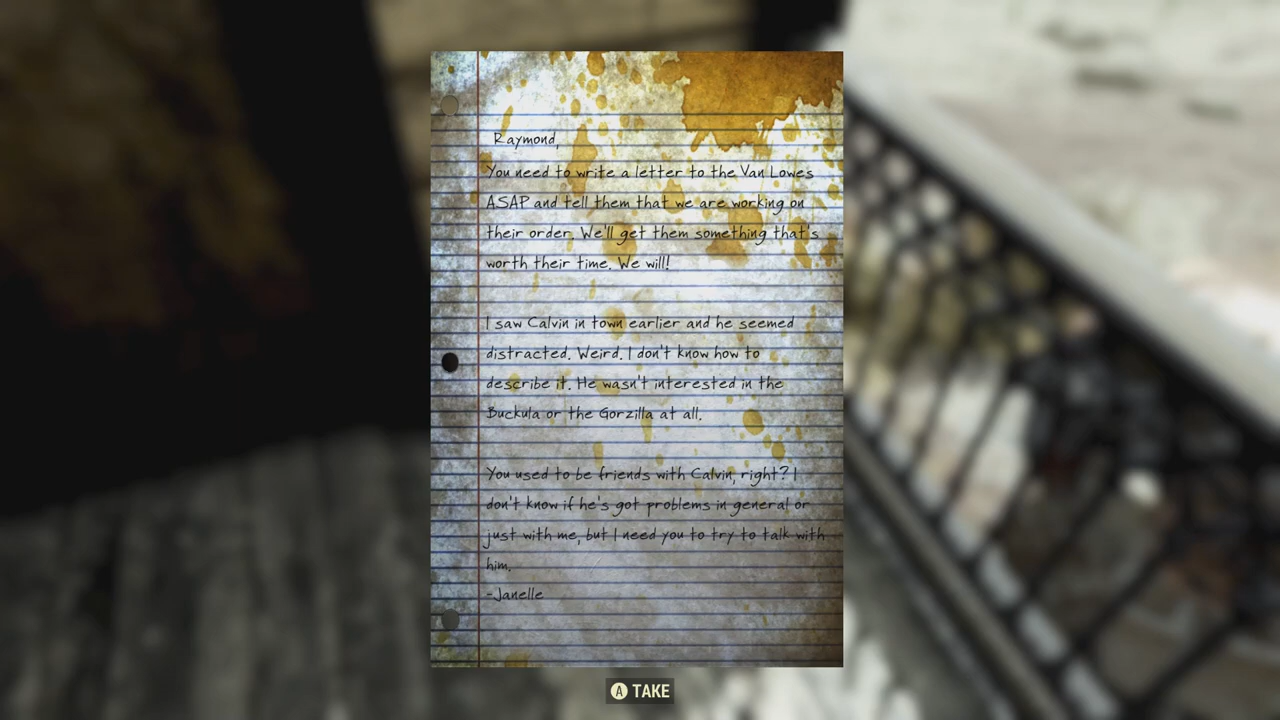 Raymond,
You need to write a letter to the Van Lowes
ASAP and tell them that we are working on
their order. We'll get them something that's
worth their time. We will!
I saw Calvin in town earlier and he seemed
distracted. Weird. I don't know how to
describe it. He wasn't interested in the
Buckula or the Gorzilla at all.
You used to be friends with Calvin, right? I
don't know if he's got problems in general or
just with me, but I need you to try to talk with
him.
-Janelle
A TAKE